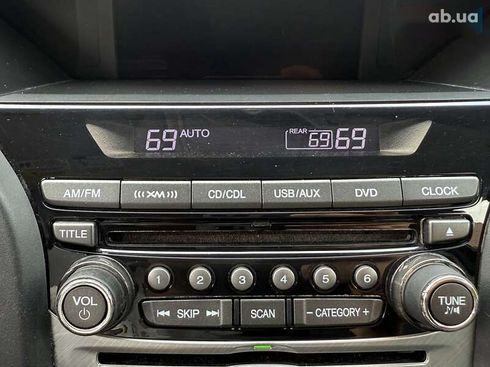 ab.ua
69 AUTO REAR 69 69
AM/FM (((XM))) CD/CDL USB/AUX DVD CLOCK
TITLE
1 2 3 4 5 6
VOL SKIP SCAN − CATEGORY + TUNE